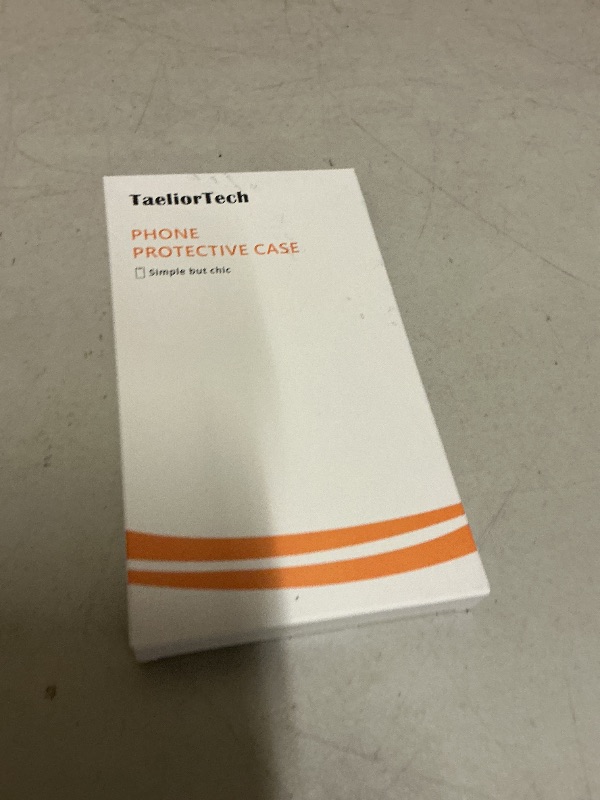 TaeliorTech
PHONE
PROTECTIVE CASE
Simple but chic